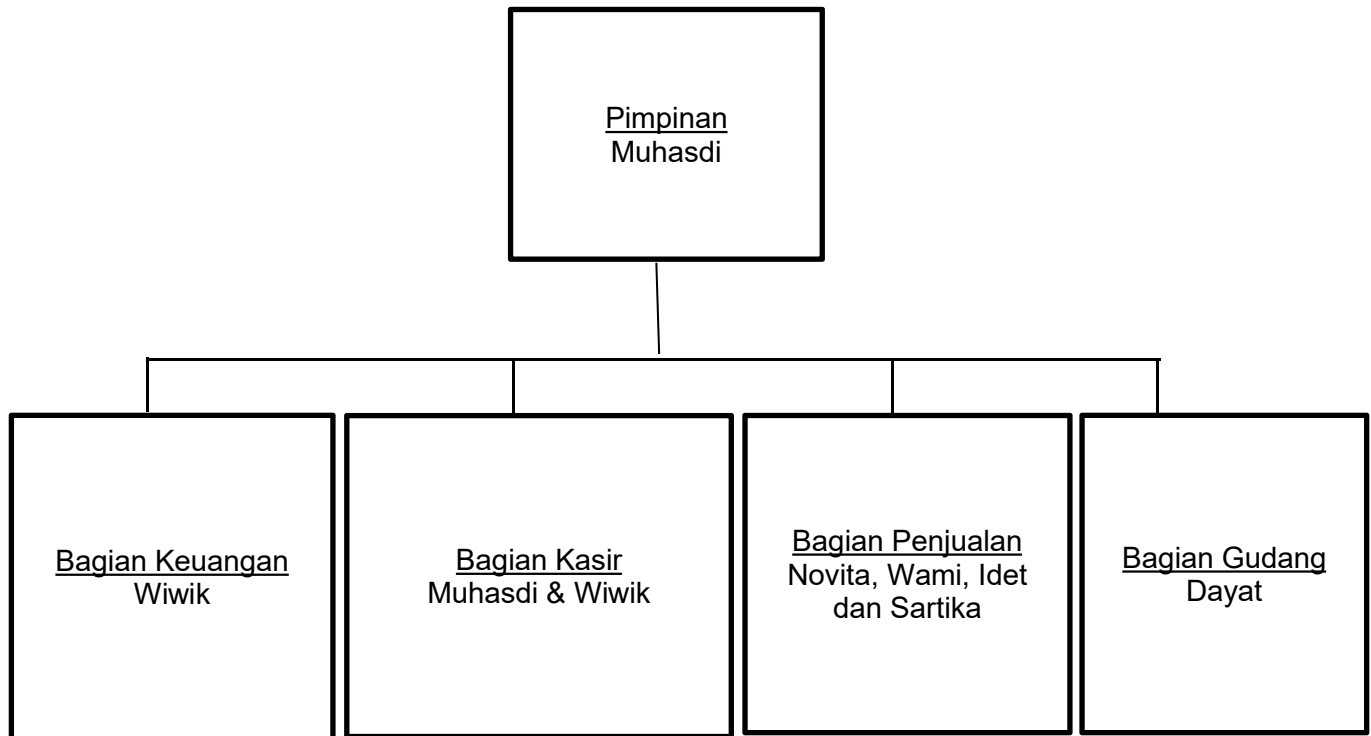 Pimpinan
Muhasdi
Bagian Keuangan
Wiwik
Bagian Kasir
Muhasdi & Wiwik
Bagian Penjualan
Novita, Wami, Idet
dan Sartika
Bagian Gudang
Dayat